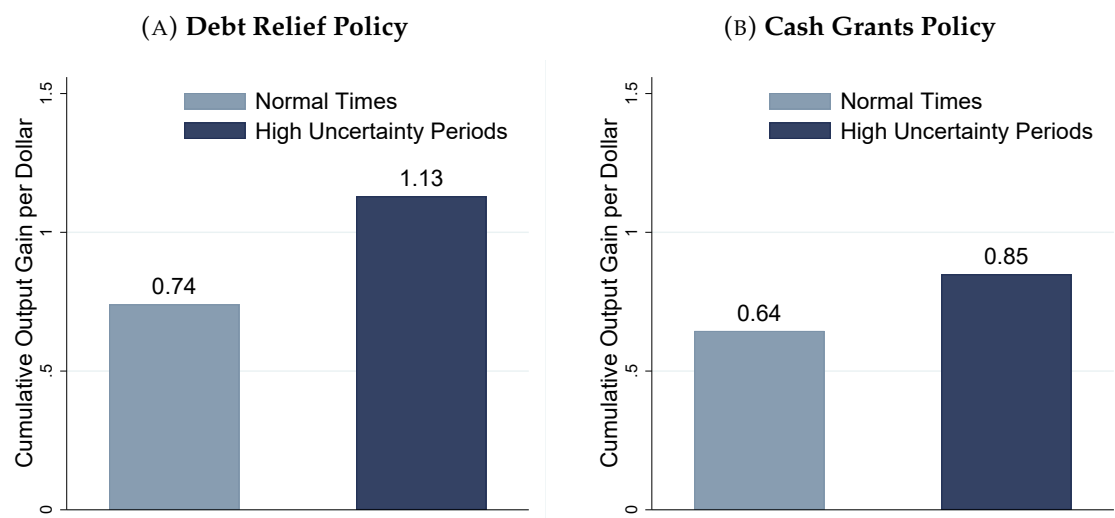 (A) Debt Relief Policy
Cumulative Output Gain per Dollar
1.5
1
.5
0
Normal Times
High Uncertainty Periods
0.74
1.13
(B) Cash Grants Policy
Cumulative Output Gain per Dollar
1.5
1
.5
0
Normal Times
High Uncertainty Periods
0.64
0.85